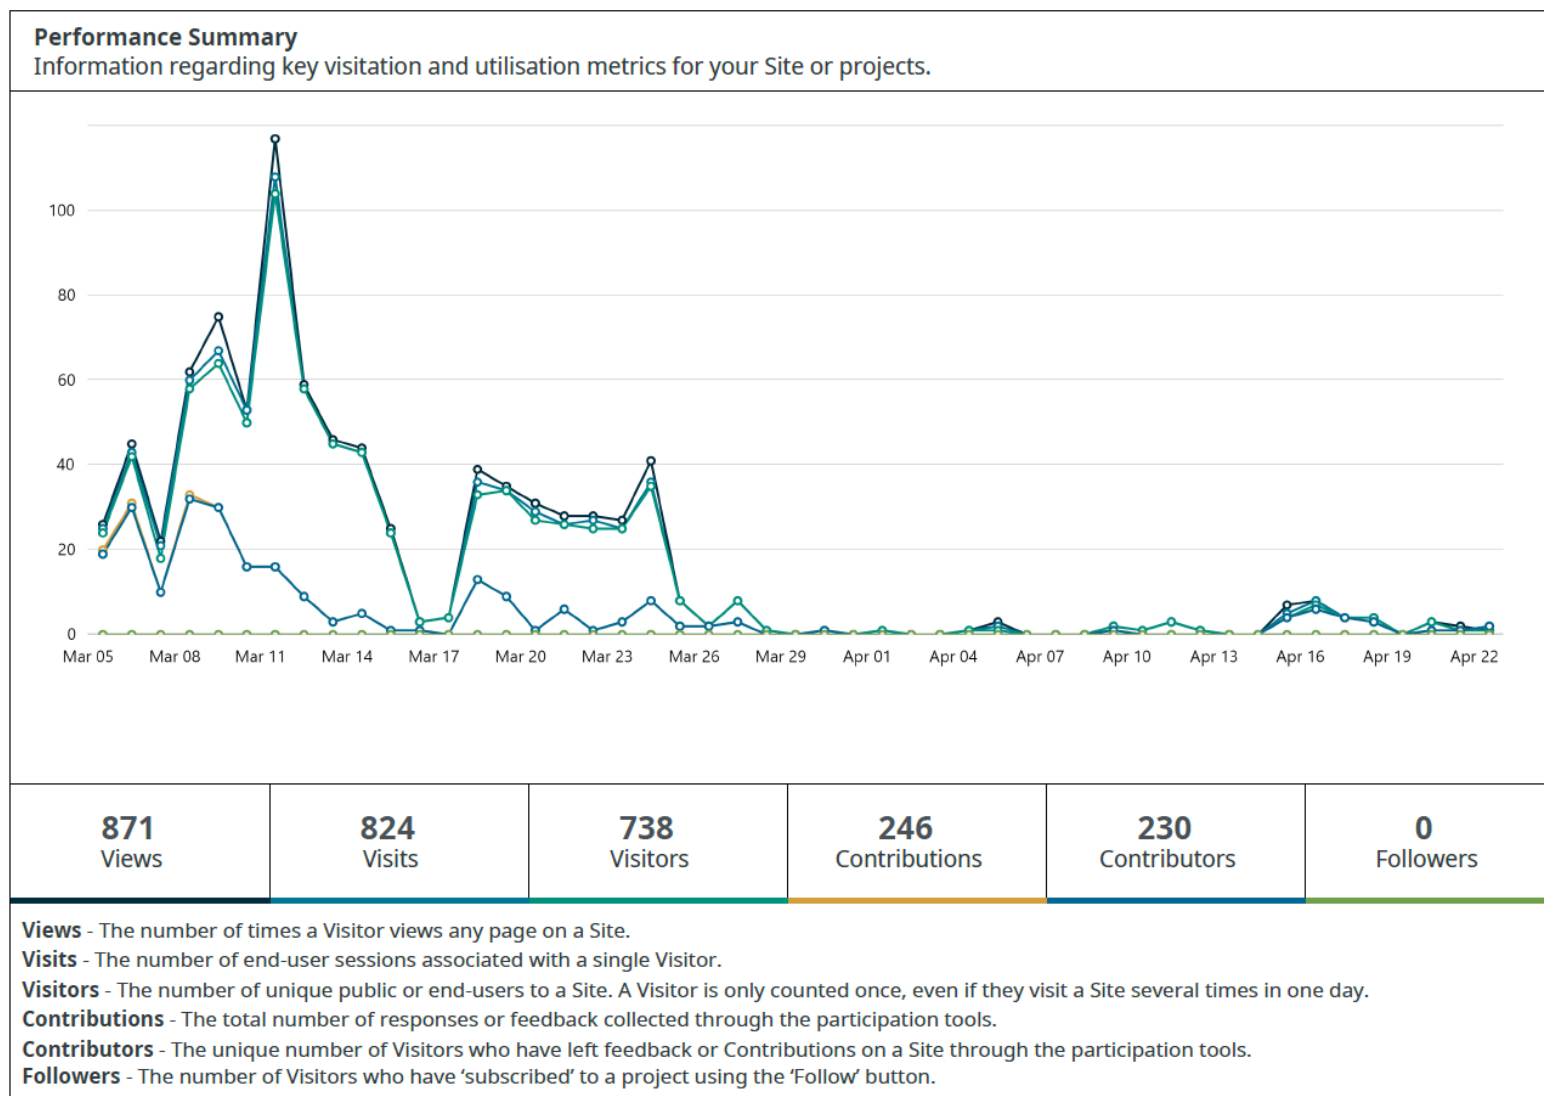 Performance Summary
Information regarding key visitation and utilisation metrics for your Site or projects.
100
80
60
40
20
0
Mar 05 Mar 08 Mar 11 Mar 14 Mar 17 Mar 20 Mar 23 Mar 26 Mar 29 Apr 01 Apr 04 Apr 07 Apr 10 Apr 13 Apr 16 Apr 19 Apr 22
871 824 738 246 230 0
Views Visits Visitors Contributions Contributors Followers
Views - The number of times a Visitor views any page on a Site.
Visits - The number of end-user sessions associated with a single Visitor.
Visitors - The number of unique public or end-users to a Site. A Visitor is only counted once, even if they visit a Site several times in one day.
Contributions - The total number of responses or feedback collected through the participation tools.
Contributors - The unique number of Visitors who have left feedback or Contributions on a Site through the participation tools.
Followers - The number of Visitors who have ‘subscribed’ to a project using the ‘Follow’ button.